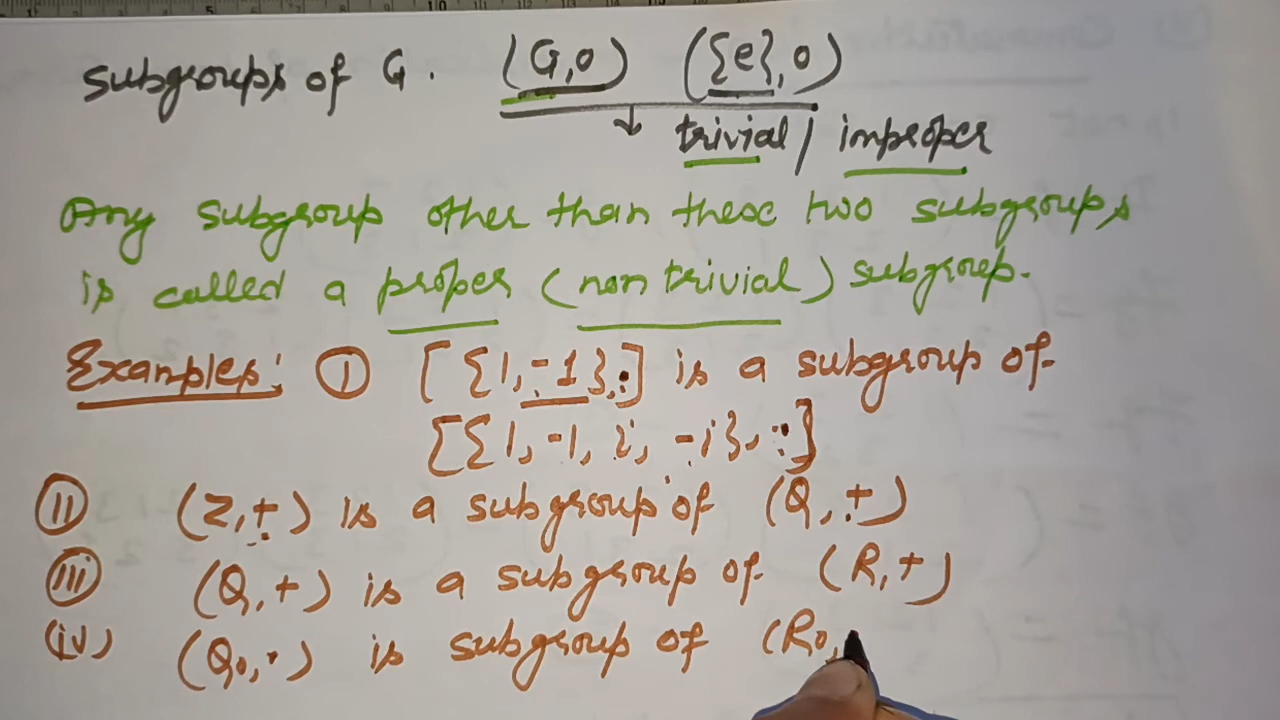 subgroups of G. (G,o) ({e},o)
trivial/improper
Any subgroup other than these two subgroups
is called a proper (non trivial) subgroup.
Examples: (i) [{1,-1},·] is a subgroup of
[{1,-1, i, -i},·]
(ii) (Z,+) is a subgroup of (Q,+)
(iii) (Q,+) is a subgroup of (R,+)
(iv) (Q₀,·) is subgroup of (R₀,